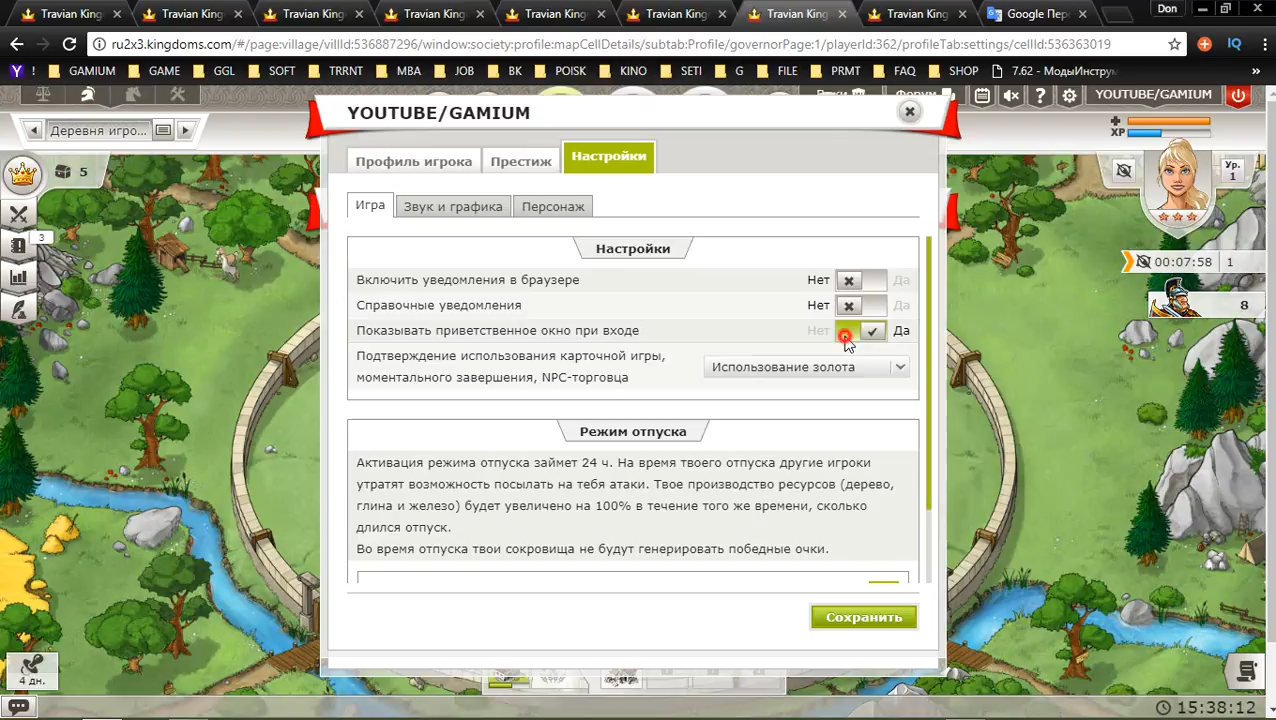 Travian King
Travian King
Travian King
Travian King
Travian King
Travian King
Travian King
Travian King
Google Пер
Don
ru2x3.kingdoms.com/#/page:village/villId:536887296/window:society:profile:mapCellDetails/subtab:Profile/governorPage:1/playerId:362/profileTab:settings/cellId:536363019
IQ
!
GAMIUM
GAME
GGL
SOFT
TRRNT
MBA
JOB
BK
POISK
KINO
SETI
G
FILE
PRMT
FAQ
SHOP
7.62 - МодыИнструм
»
YOUTUBE/GAMIUM
Деревня игро...
XP
5
3
Ур.
1
00:07:58 1
8
YOUTUBE/GAMIUM
Профиль игрока
Престиж
Настройки
Игра
Звук и графика
Персонаж
Настройки
Включить уведомления в браузере Нет Да
Справочные уведомления Нет Да
Показывать приветственное окно при входе Нет Да
Подтверждение использования карточной игры,
моментального завершения, NPC-торговца
Использование золота
Режим отпуска
Активация режима отпуска займет 24 ч. На время твоего отпуска другие игроки
утратят возможность посылать на тебя атаки. Твое производство ресурсов (дерево,
глина и железо) будет увеличено на 100% в течение того же времени, сколько
длился отпуск.
Во время отпуска твои сокровища не будут генерировать победные очки.
Сохранить
4 дн.
15:38:12